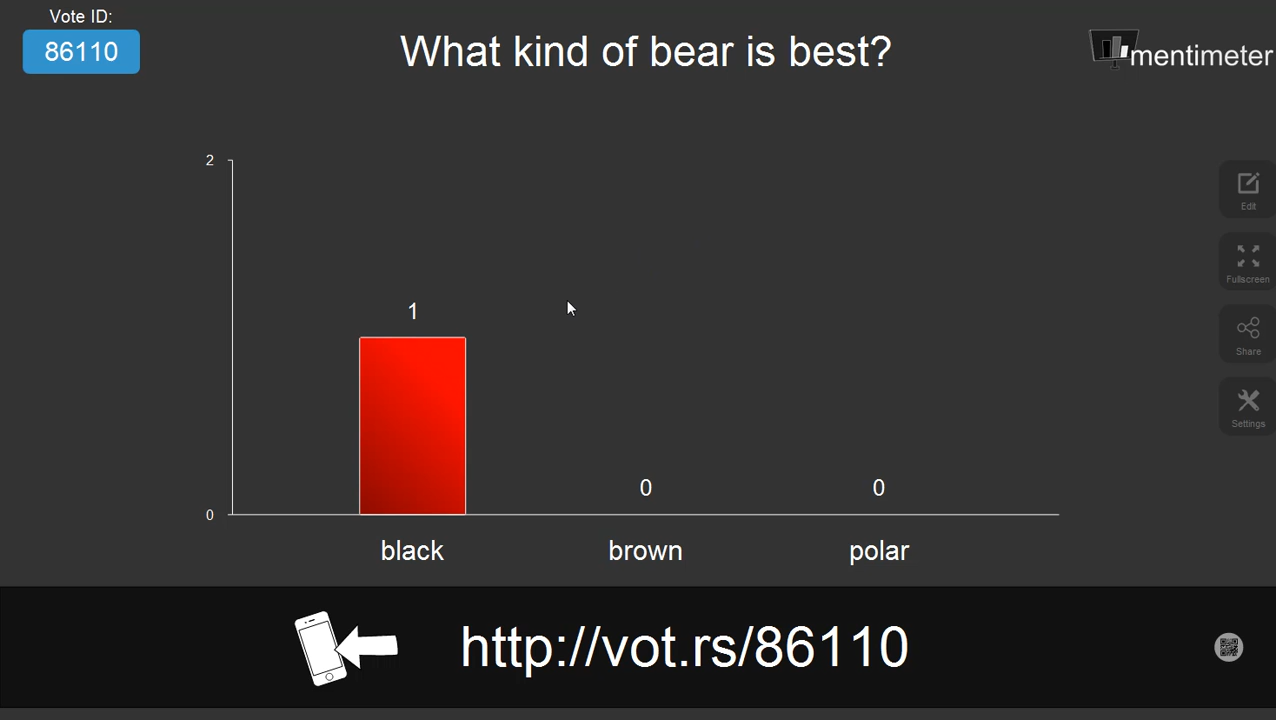 Vote ID:
86110
What kind of bear is best?
mentimeter
2
Edit
Fullscreen
1
Share
Settings
0
0
0
black
brown
polar
http://vot.rs/86110